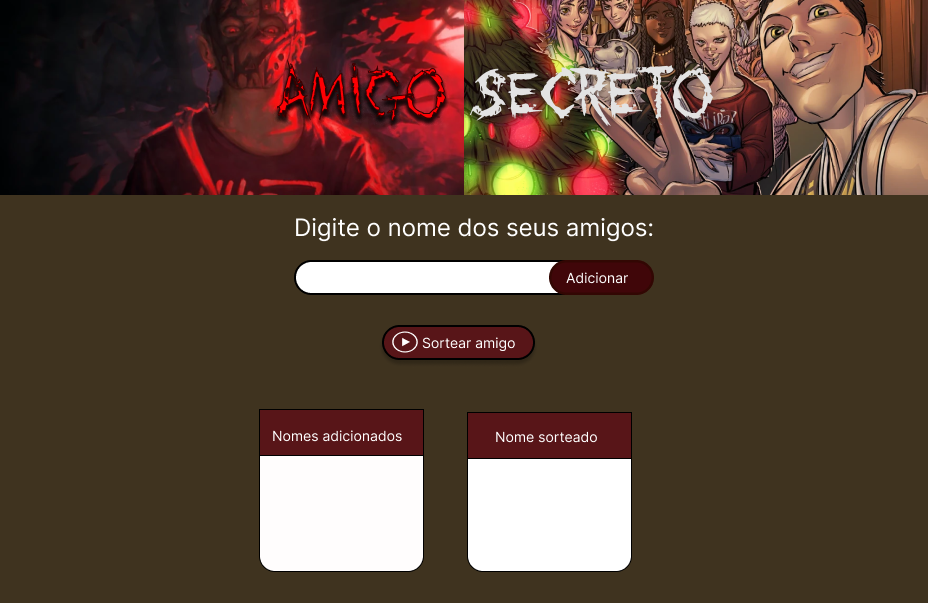 AMIGO SECRETO
Digite o nome dos seus amigos:
Adicionar
Sortear amigo
Nomes adicionados
Nome sorteado